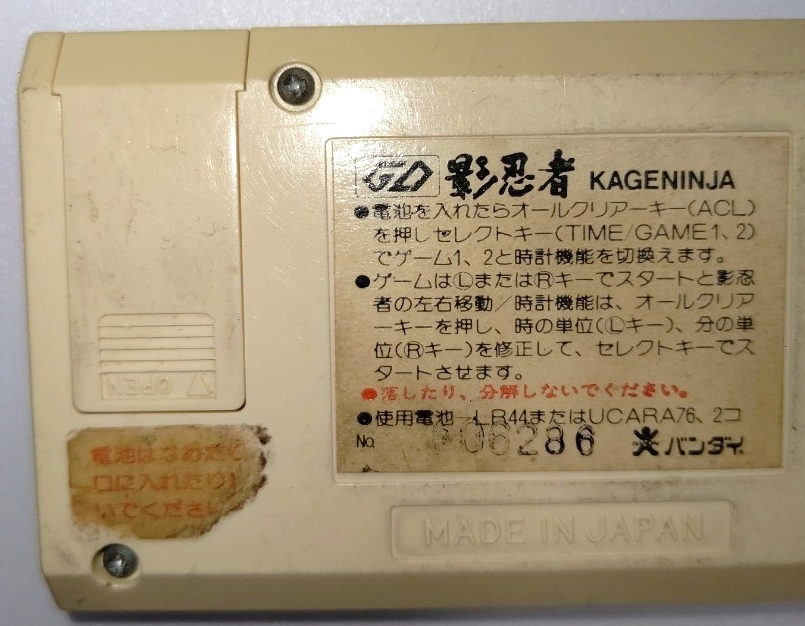 GD 影忍者 KAGENINJA
●電池を入れたらオールクリアーキー(ACL)
を押しセレクトキー(TIME/GAME1、2)
でゲーム1、2と時計機能を切換えます。
●ゲームはⓁまたはⓇキーでスタートと影忍
者の左右移動/時計機能は、オールクリア
ーキーを押し、時の単位(Ⓛキー)、分の単
位(Ⓡキー)を修正して、セレクトキーでス
タートさせます。
●落したり、分解しないでください。
●使用電池—LR44またはUCARA76、2コ
No. 06286 バンダイ
OPEN
電池はなめたり
口に入れたり
いでください
MADE IN JAPAN